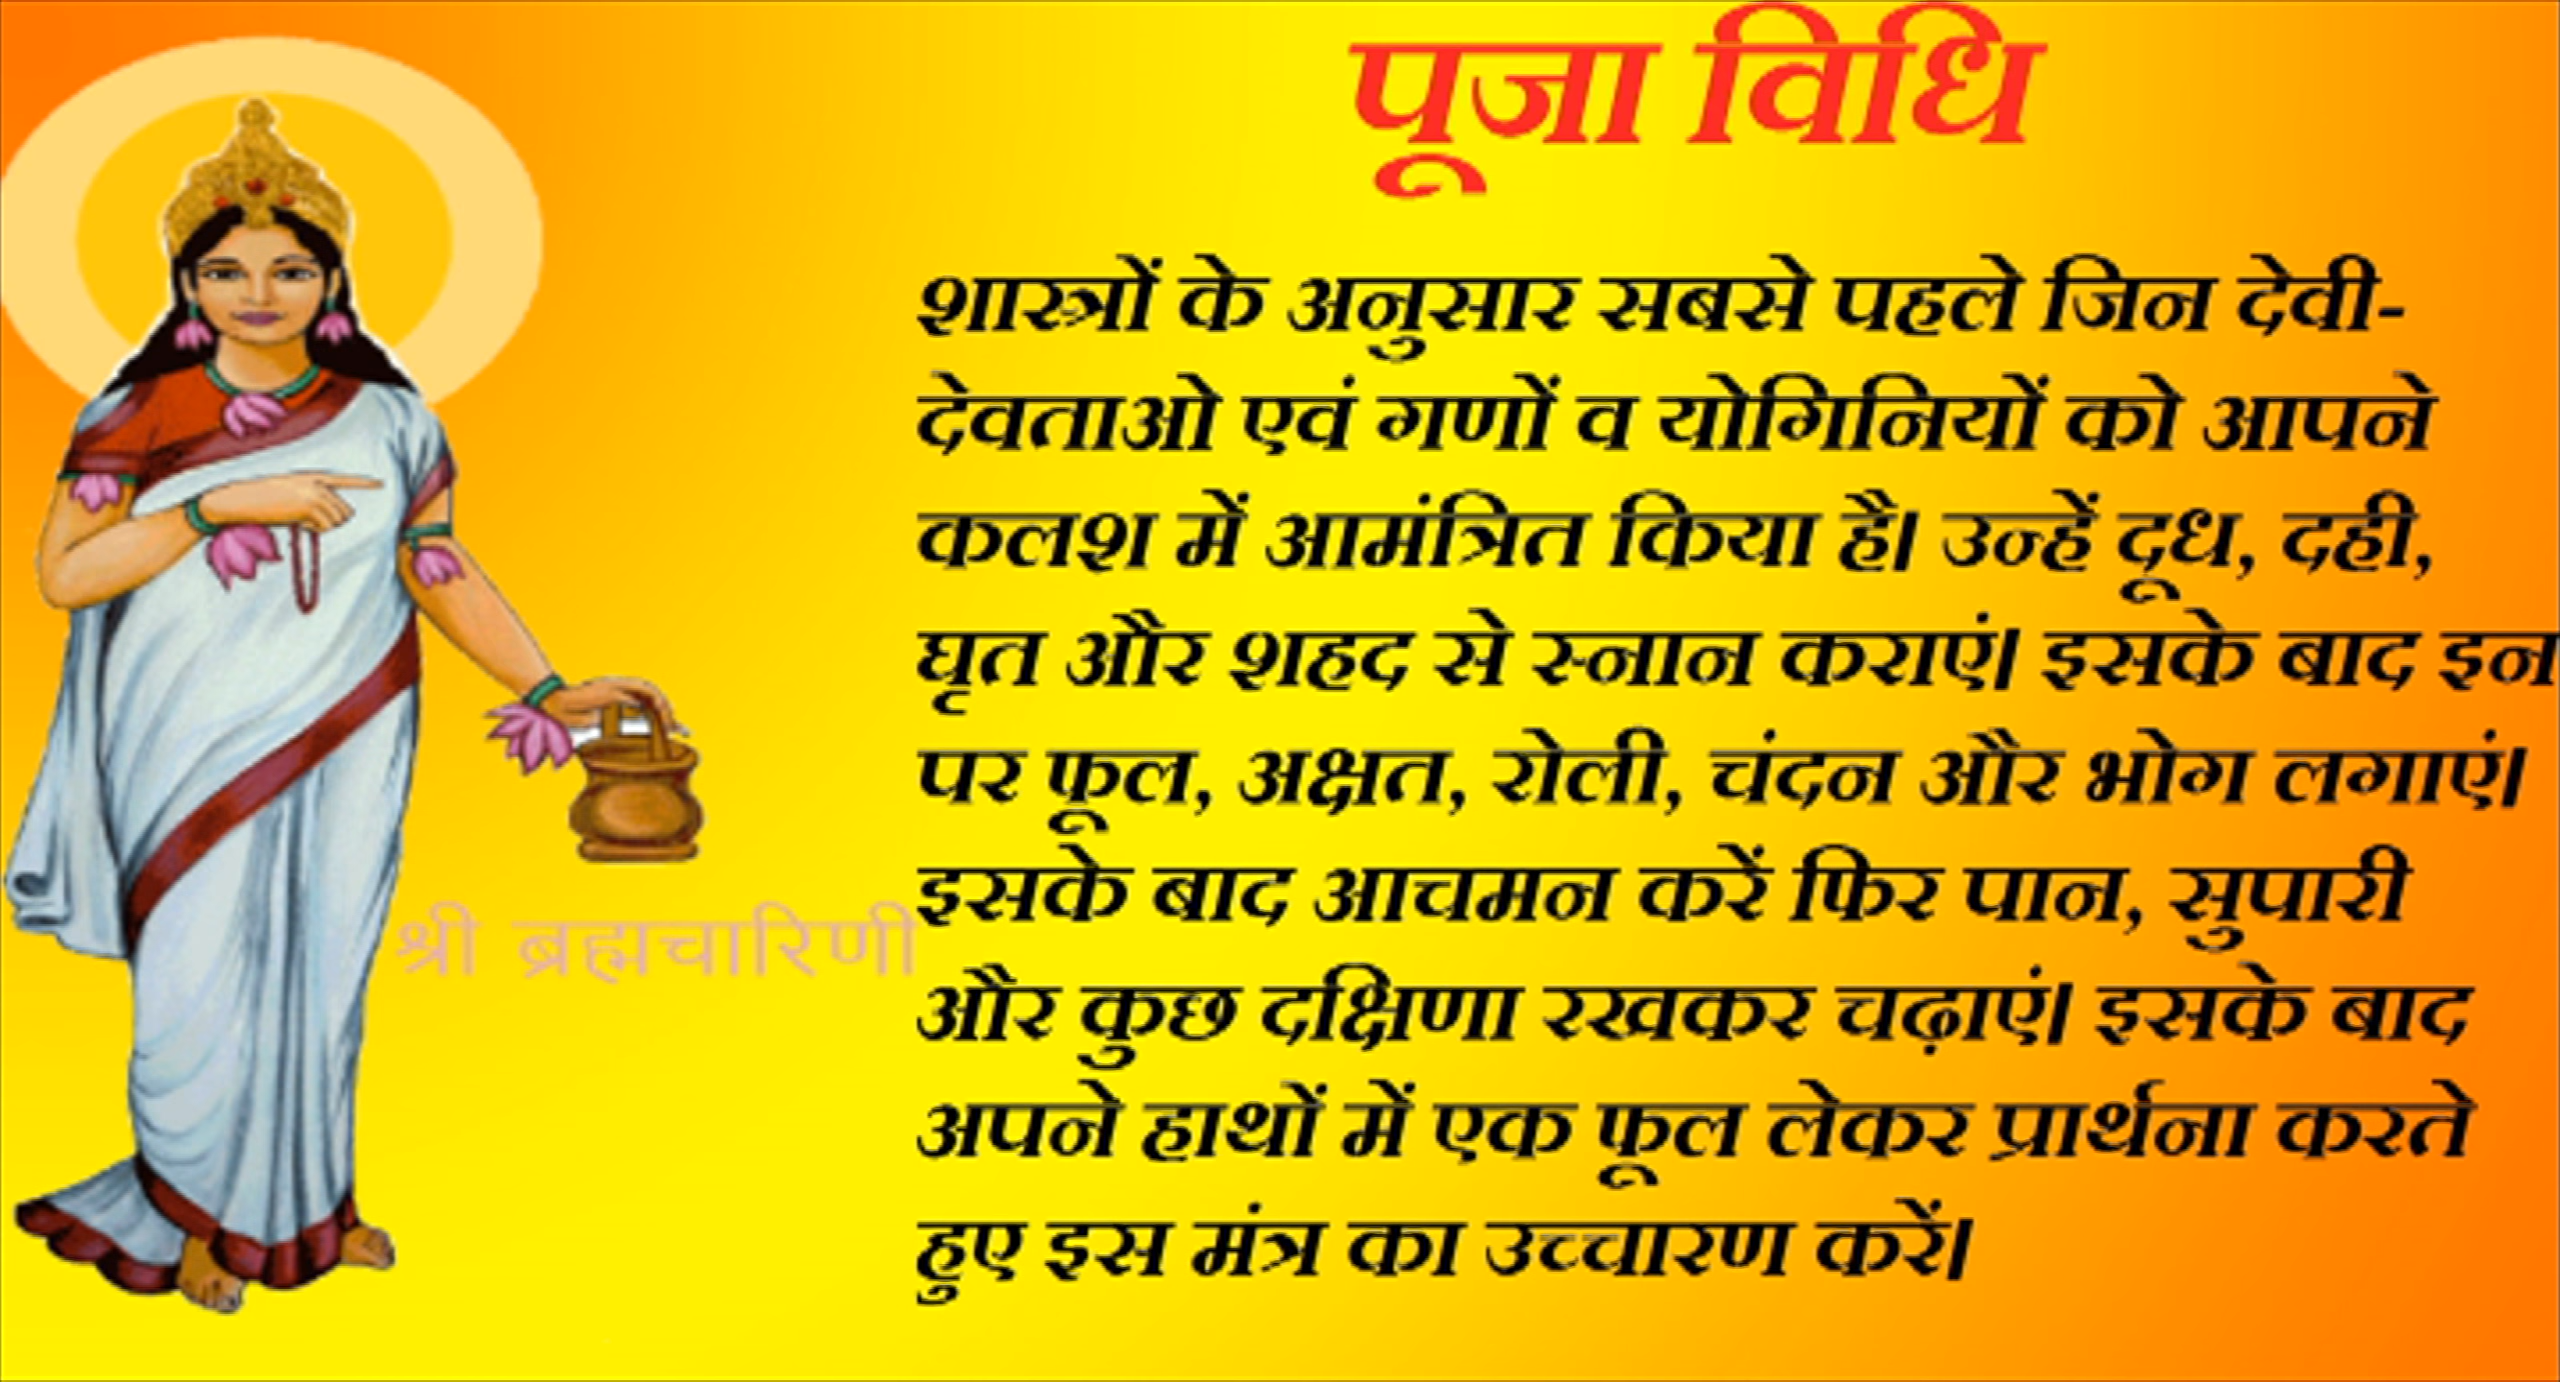 पूजा विधि
शास्त्रों के अनुसार सबसे पहले जिन देवी-
देवताओ एवं गणों व योगिनियों को आपने
कलश में आमंत्रित किया है। उन्हें दूध, दही,
घृत और शहद से स्नान कराएं। इसके बाद इन
पर फूल, अक्षत, रोली, चंदन और भोग लगाएं।
इसके बाद आचमन करें फिर पान, सुपारी
और कुछ दक्षिणा रखकर चढ़ाएं। इसके बाद
अपने हाथों में एक फूल लेकर प्रार्थना करते
हुए इस मंत्र का उच्चारण करें।
श्री ब्रह्मचारिणी